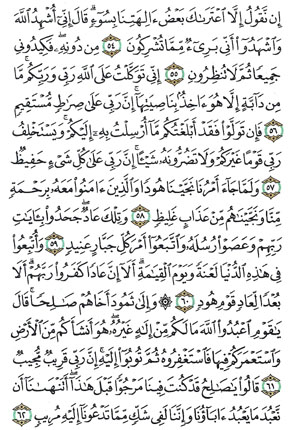 إِن نَّقُولُ إِلَّا ٱعْتَرَىٰكَ بَعْضُ ءَالِهَتِنَا بِسُوٓءٍ ۗ قَالَ إِنِّىٓ أُشْهِدُ ٱللَّهَ
وَٱشْهَدُوٓا۟ أَنِّى بَرِىٓءٌ مِّمَّا تُشْرِكُونَ ٥٤ مِن دُونِهِۦ ۖ فَكِيدُونِى
جَمِيعًا ثُمَّ لَا تُنظِرُونِ ٥٥ إِنِّى تَوَكَّلْتُ عَلَى ٱللَّهِ رَبِّى وَرَبِّكُم ۚ مَّا
مِن دَآبَّةٍ إِلَّا هُوَ ءَاخِذٌۢ بِنَاصِيَتِهَآ ۚ إِنَّ رَبِّى عَلَىٰ صِرَٰطٍ مُّسْتَقِيمٍ
٥٦ فَإِن تَوَلَّوْا۟ فَقَدْ أَبْلَغْتُكُم مَّآ أُرْسِلْتُ بِهِۦٓ إِلَيْكُمْ ۚ وَيَسْتَخْلِفُ
رَبِّى قَوْمًا غَيْرَكُمْ وَلَا تَضُرُّونَهُۥ شَيْـًٔا ۚ إِنَّ رَبِّى عَلَىٰ كُلِّ شَىْءٍ حَفِيظٌ
٥٧ وَلَمَّا جَآءَ أَمْرُنَا نَجَّيْنَا هُودًا وَٱلَّذِينَ ءَامَنُوا۟ مَعَهُۥ بِرَحْمَةٍ
مِّنَّا وَنَجَّيْنَٰهُم مِّنْ عَذَابٍ غَلِيظٍ ٥٨ وَتِلْكَ عَادٌ ۖ جَحَدُوا۟ بِـَٔايَٰتِ
رَبِّهِمْ وَعَصَوْا۟ رُسُلَهُۥ وَٱتَّبَعُوٓا۟ أَمْرَ كُلِّ جَبَّارٍ عَنِيدٍ ٥٩ وَأُتْبِعُوا۟
فِى هَٰذِهِ ٱلدُّنْيَا لَعْنَةً وَيَوْمَ ٱلْقِيَٰمَةِ ۗ أَلَآ إِنَّ عَادًا كَفَرُوا۟ رَبَّهُمْ ۗ أَلَا
بُعْدًا لِّعَادٍ قَوْمِ هُودٍ ٦٠ ۞ وَإِلَىٰ ثَمُودَ أَخَاهُمْ صَٰلِحًا ۚ قَالَ
يَٰقَوْمِ ٱعْبُدُوا۟ ٱللَّهَ مَا لَكُم مِّنْ إِلَٰهٍ غَيْرُهُۥ ۖ هُوَ أَنشَأَكُم مِّنَ ٱلْأَرْضِ
وَٱسْتَعْمَرَكُمْ فِيهَا فَٱسْتَغْفِرُوهُ ثُمَّ تُوبُوٓا۟ إِلَيْهِ ۚ إِنَّ رَبِّى قَرِيبٌ مُّجِيبٌ
٦١ قَالُوا۟ يَٰصَٰلِحُ قَدْ كُنتَ فِينَا مَرْجُوًّا قَبْلَ هَٰذَآ ۖ أَتَنْهَىٰنَآ أَن
نَّعْبُدَ مَا يَعْبُدُ ءَابَآؤُنَا وَإِنَّنَا لَفِى شَكٍّ مِّمَّا تَدْعُونَآ إِلَيْهِ مُرِيبٍ ٦٢